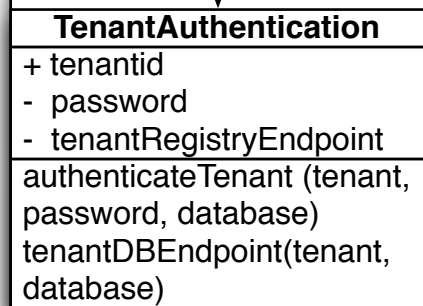 TenantAuthentication
+ tenantid
- password
- tenantRegistryEndpoint
authenticateTenant (tenant,
password, database)
tenantDBEndpoint(tenant,
database)